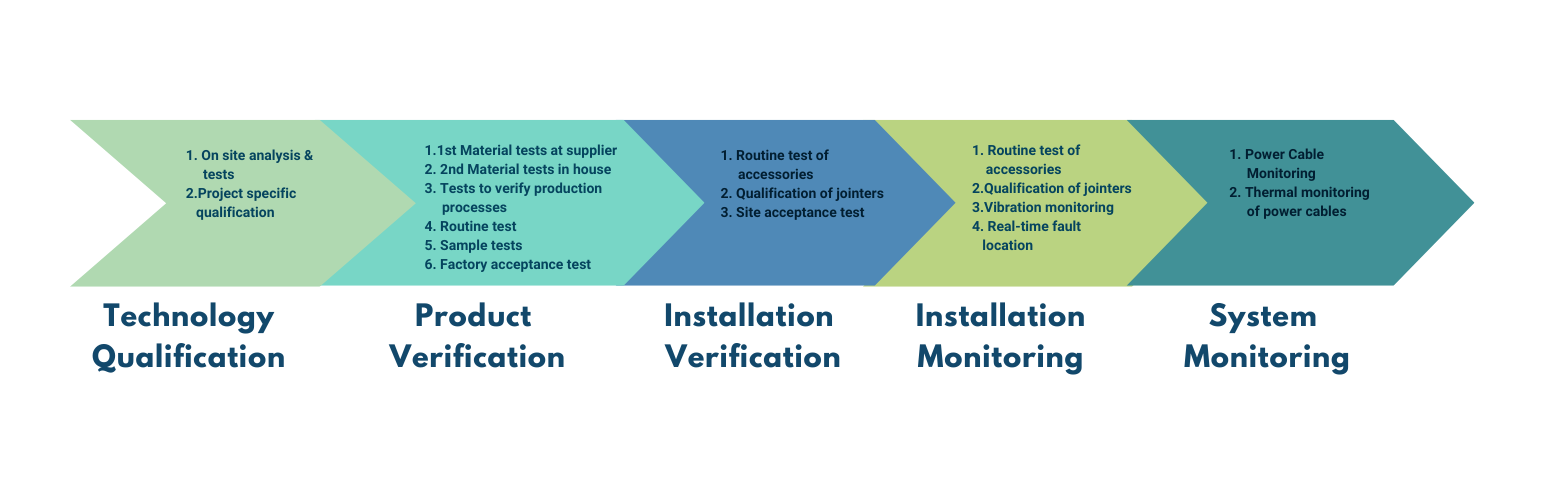 1. On site analysis &
tests
2.Project specific
qualification
1.1st Material tests at supplier
2. 2nd Material tests in house
3. Tests to verify production
processes
4. Routine test
5. Sample tests
6. Factory acceptance test
1. Routine test of
accessories
2. Qualification of jointers
3. Site acceptance test
1. Routine test of
accessories
2.Qualification of jointers
3.Vibration monitoring
4. Real-time fault
location
1. Power Cable
Monitoring
2. Thermal monitoring
of power cables
Technology
Qualification
Product
Verification
Installation
Verification
Installation
Monitoring
System
Monitoring